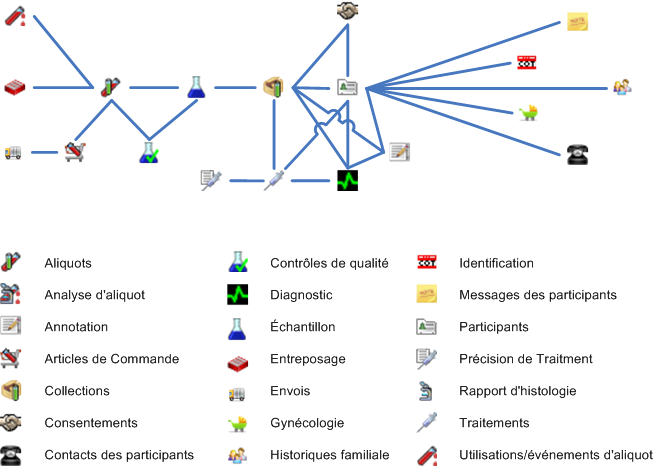 Aliquots
Contrôles de qualité
Identification
Analyse d'aliquot
Diagnostic
Messages des participants
Annotation
Échantillon
Participants
Articles de Commande
Entreposage
Précision de Traitment
Collections
Envois
Rapport d'histologie
Consentements
Gynécologie
Traitements
Contacts des participants
Historiques familiale
Utilisations/événements d'aliquot